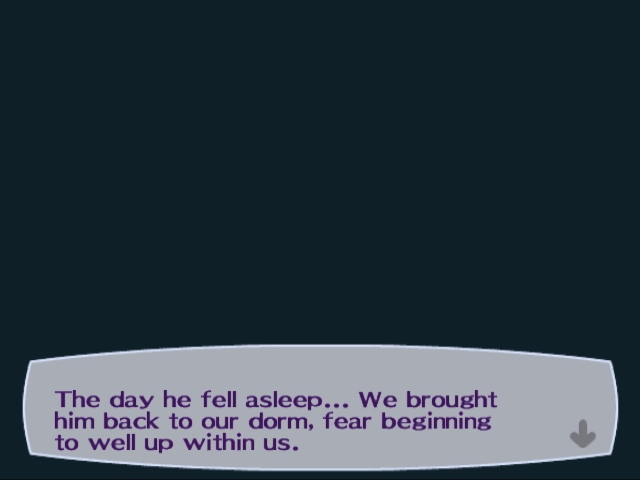 The day he fell asleep... We brought
him back to our dorm, fear beginning
to well up within us.